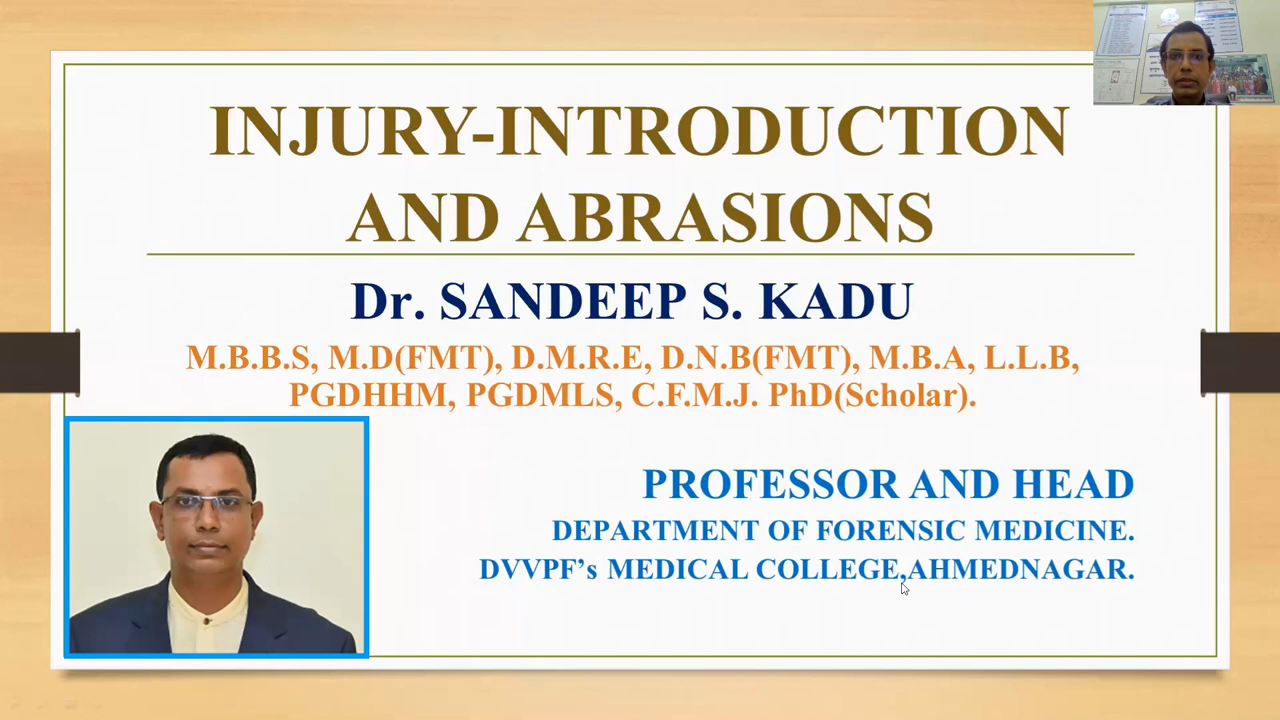 INJURY-INTRODUCTION
AND ABRASIONS
Dr. SANDEEP S. KADU
M.B.B.S, M.D(FMT), D.M.R.E, D.N.B(FMT), M.B.A, L.L.B,
PGDHHM, PGDMLS, C.F.M.J. PhD(Scholar).
PROFESSOR AND HEAD
DEPARTMENT OF FORENSIC MEDICINE.
DVVPF’s MEDICAL COLLEGE,AHMEDNAGAR.